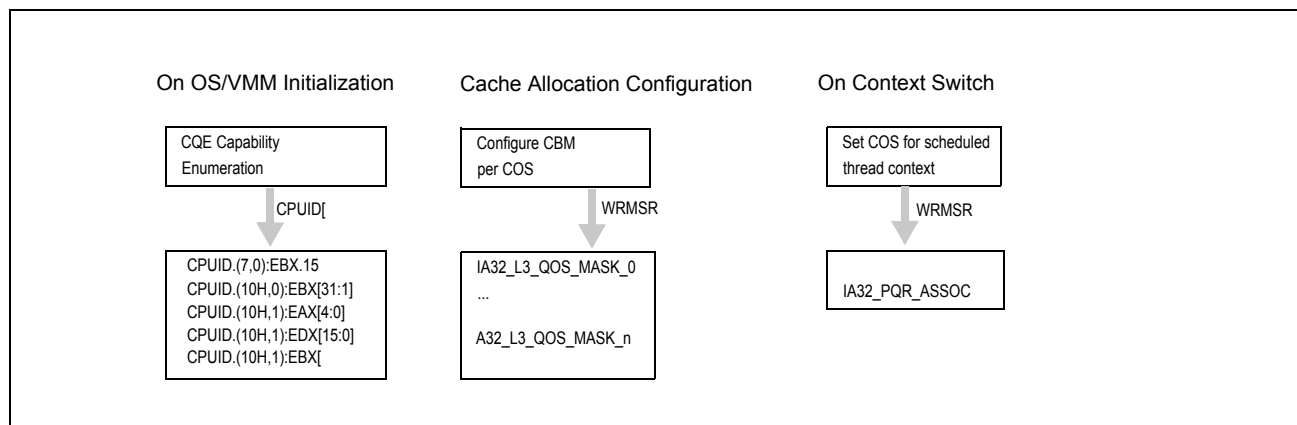 On OS/VMM Initialization
CQE Capability
Enumeration
CPUID[
CPUID.(7,0):EBX.15
CPUID.(10H,0):EBX[31:1]
CPUID.(10H,1):EAX[4:0]
CPUID.(10H,1):EDX[15:0]
CPUID.(10H,1):EBX[
Cache Allocation Configuration
Configure CBM
per COS
WRMSR
IA32_L3_QOS_MASK_0
...
A32_L3_QOS_MASK_n
On Context Switch
Set COS for scheduled
thread context
WRMSR
IA32_PQR_ASSOC